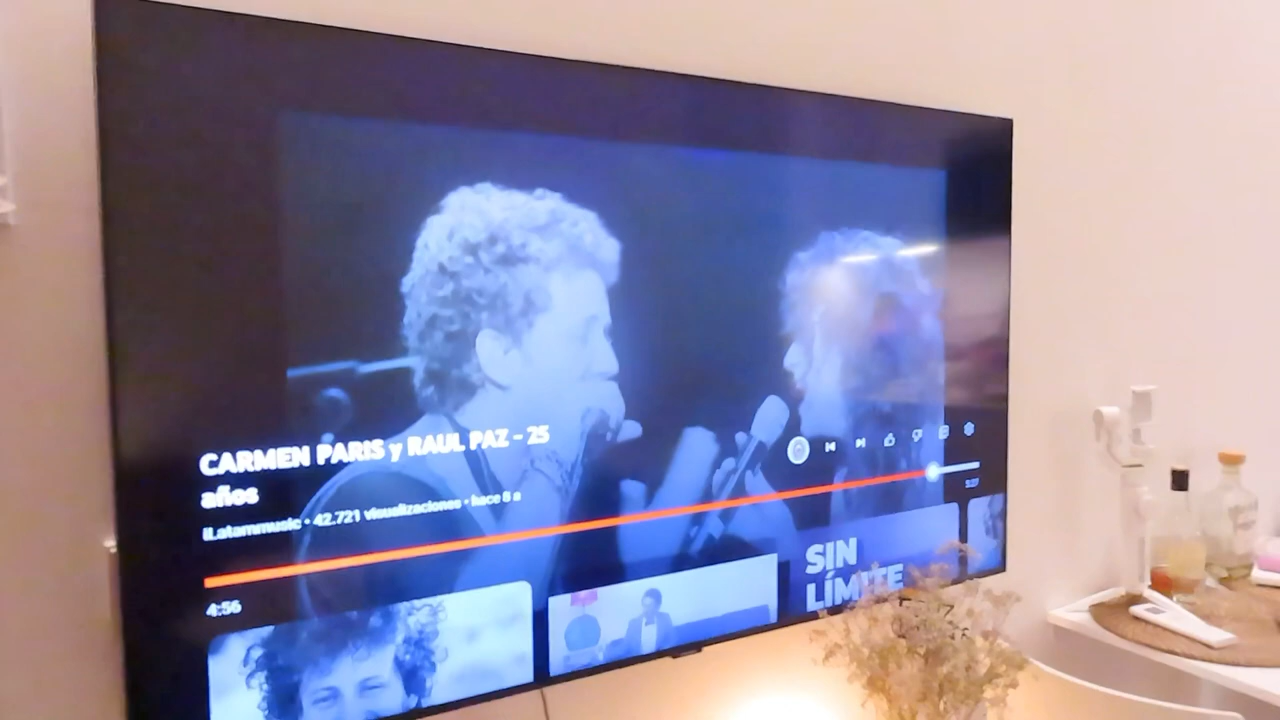 CARMEN PARIS y RAUL PAZ - 25
años
iLatammusic • 42.721 visualizaciones • hace 8 a
4:56
SIN
LÍMITE